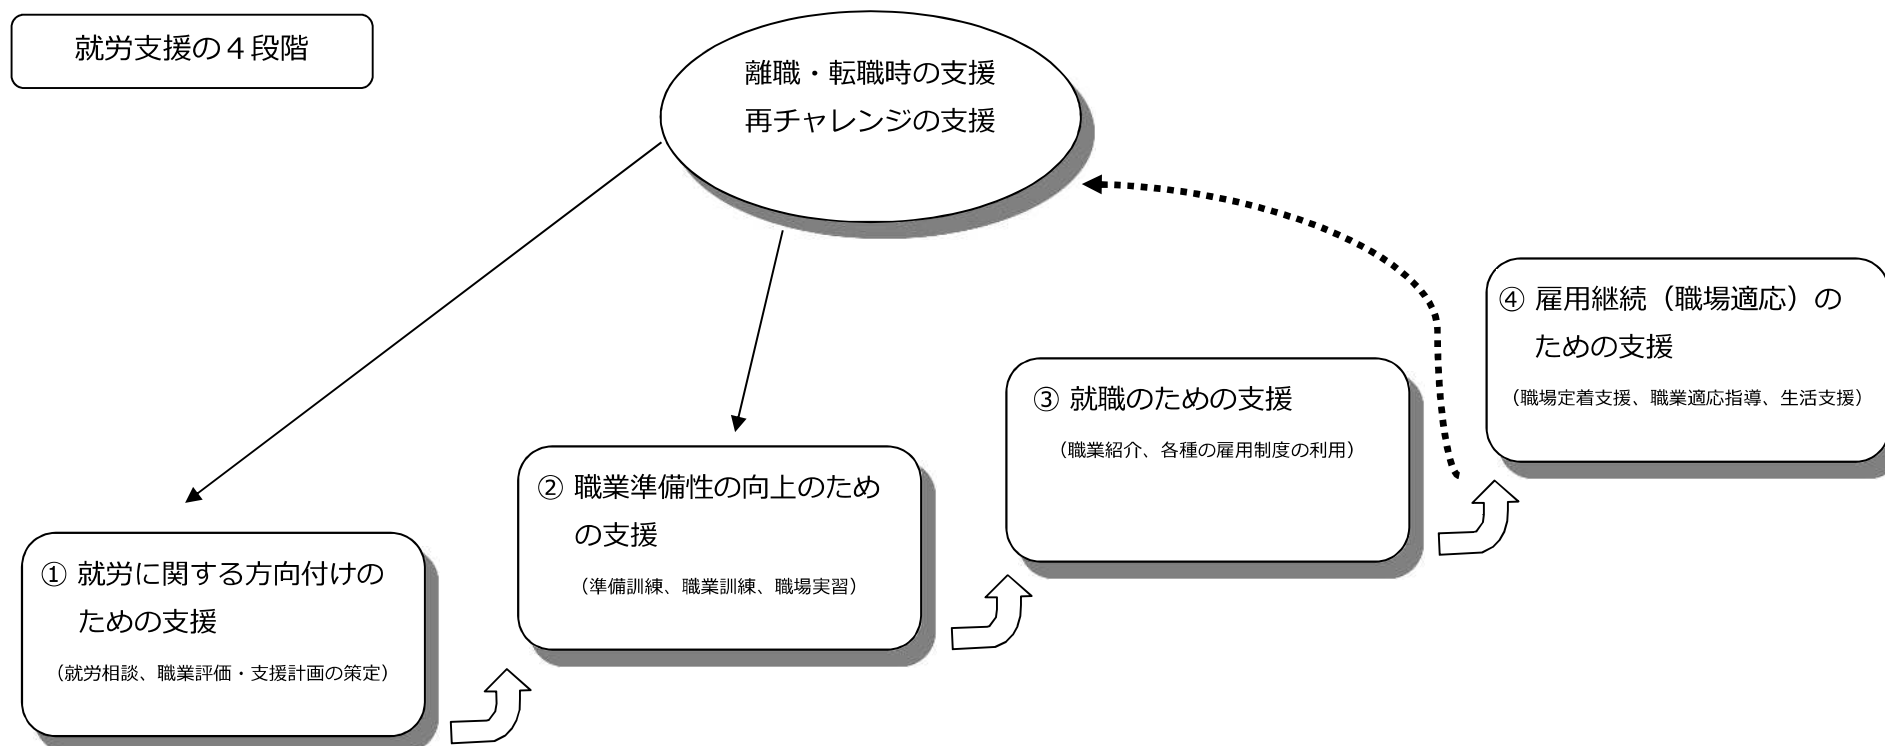 就労支援の４段階
離職・転職時の支援
再チャレンジの支援
① 就労に関する方向付けの
ための支援
（就労相談、職業評価・支援計画の策定）
② 職業準備性の向上のため
の支援
（準備訓練、職業訓練、職場実習）
③ 就職のための支援
（職業紹介、各種の雇用制度の利用）
④ 雇用継続（職場適応）の
ための支援
（職場定着支援、職業適応指導、生活支援）